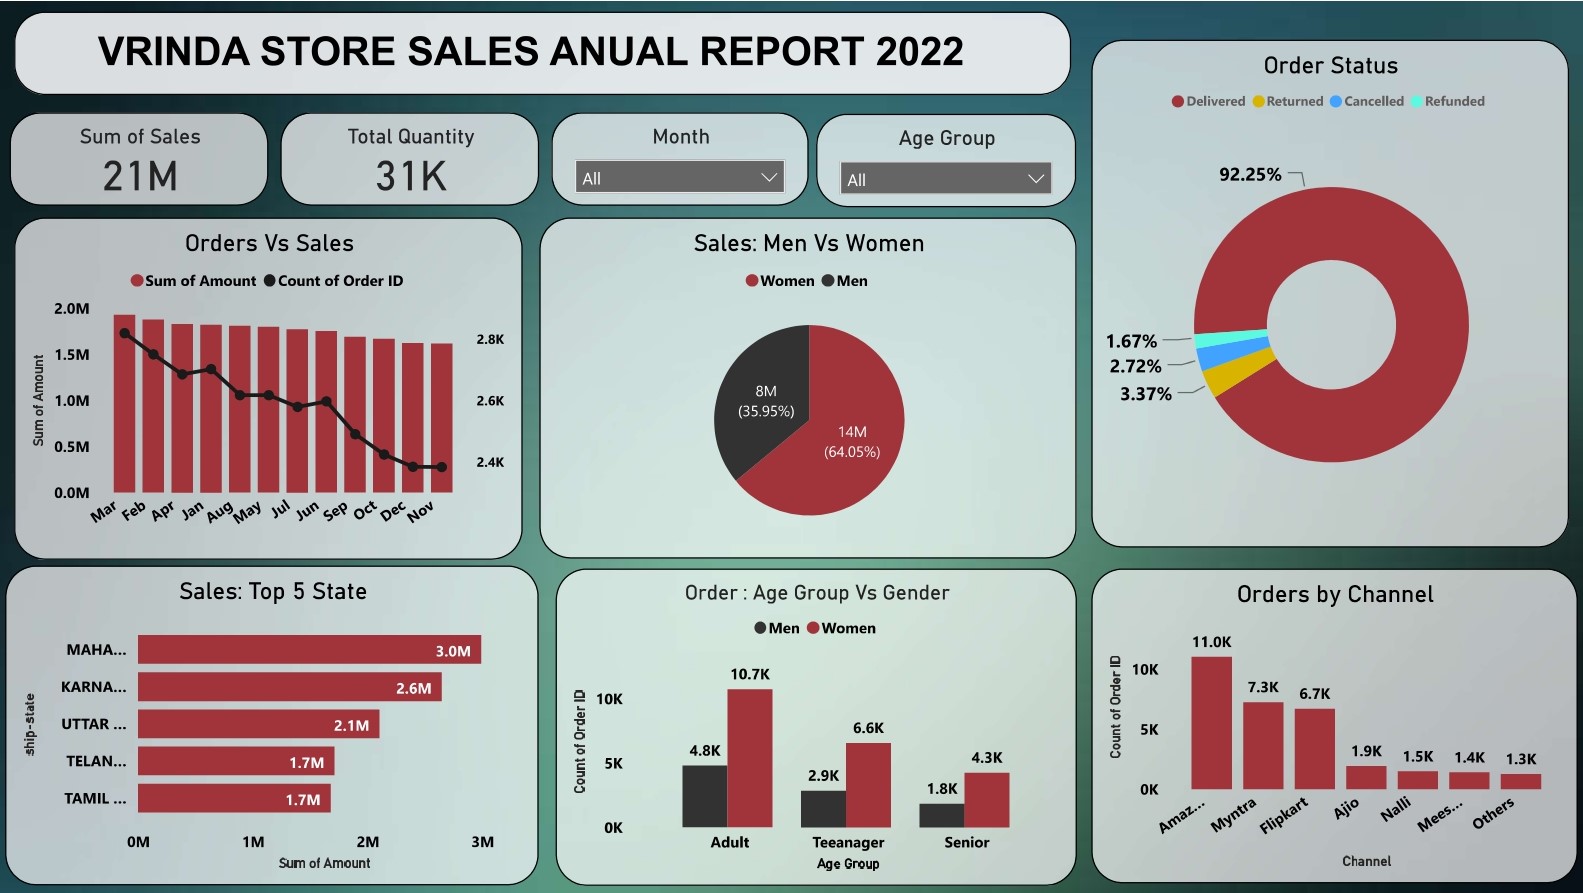 VRINDA STORE SALES ANUAL REPORT 2022
Sum of Sales
21M
Total Quantity
31K
Month
All
Age Group
All
Orders Vs Sales
Sum of Amount Count of Order ID
Sum of Amount
2.0M
1.5M
1.0M
0.5M
0.0M
2.8K
2.6K
2.4K
Mar Feb Apr Jan Aug May Jul Jun Sep Oct Dec Nov
Sales: Men Vs Women
Women Men
8M
(35.95%)
14M
(64.05%)
Order Status
Delivered Returned Cancelled Refunded
92.25%
1.67%
2.72%
3.37%
Sales: Top 5 State
ship-state
MAHA... 3.0M
KARNA... 2.6M
UTTAR ... 2.1M
TELAN... 1.7M
TAMIL ... 1.7M
0M 1M 2M 3M
Sum of Amount
Order : Age Group Vs Gender
Men Women
Count of Order ID
10K
5K
0K
4.8K 10.7K
2.9K 6.6K
1.8K 4.3K
Adult Teeanager Senior
Age Group
Orders by Channel
Count of Order ID
10K
5K
0K
11.0K 7.3K 6.7K 1.9K 1.5K 1.4K 1.3K
Amaz... Myntra Flipkart Ajio Nalli Mees... Others
Channel